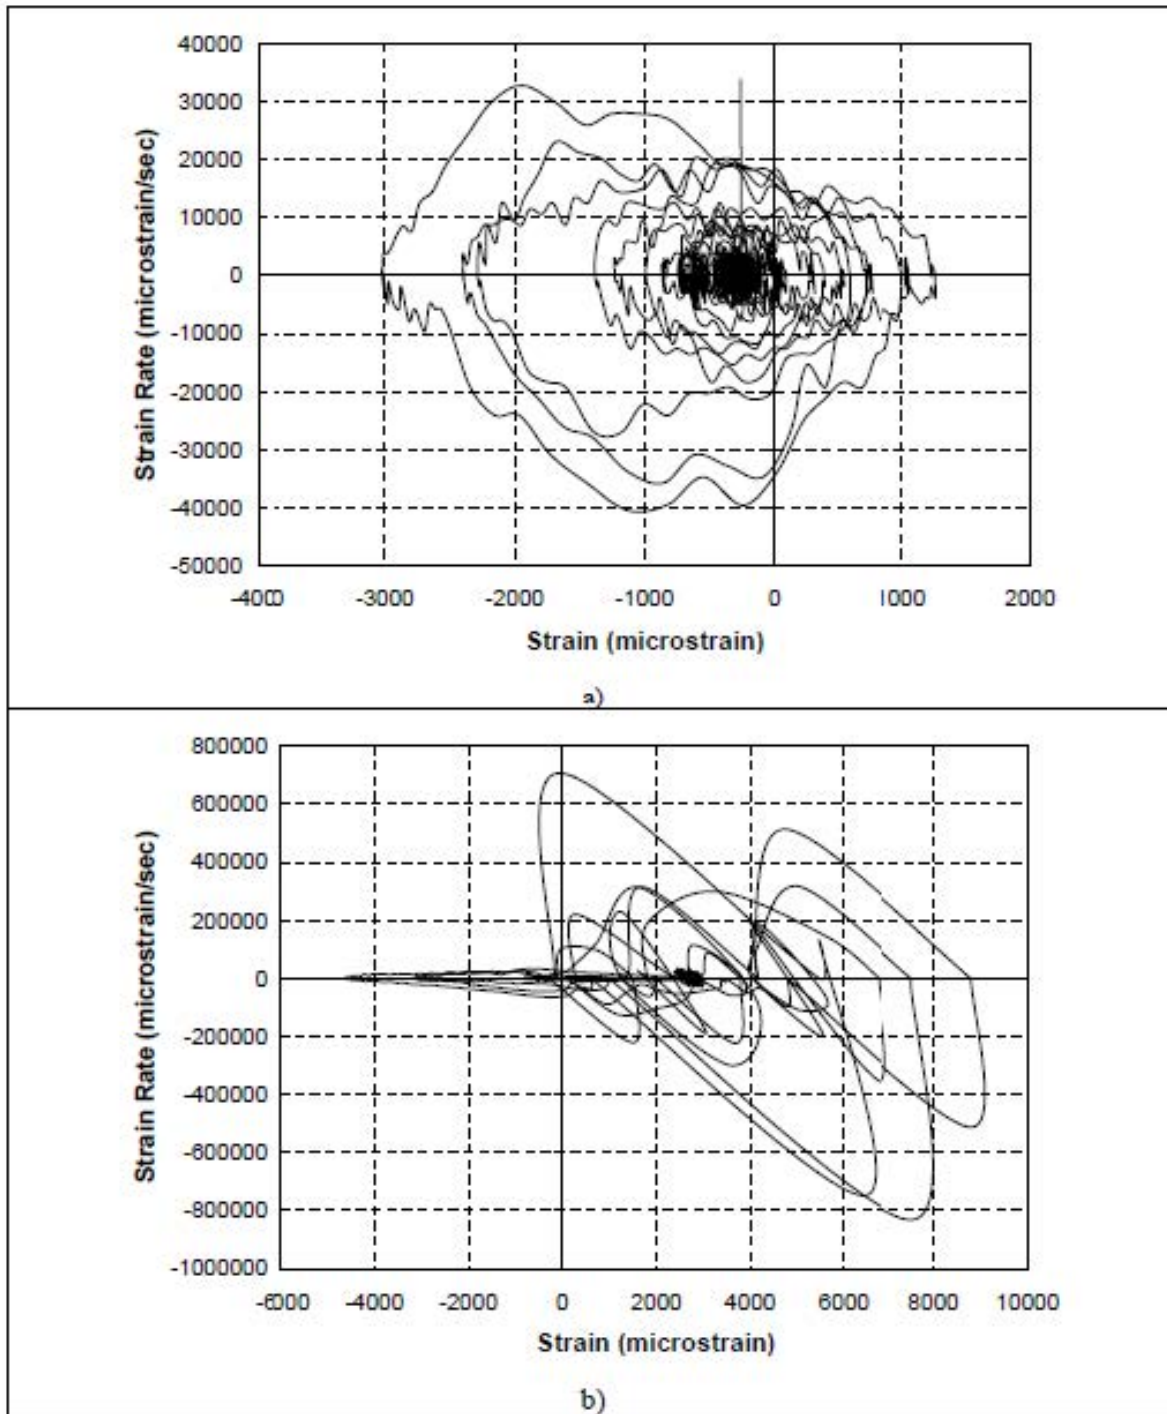 40000
30000
20000
10000
0
-10000
-20000
-30000
-40000
-50000
Strain Rate (microstrain/sec)
-4000 -3000 -2000 -1000 0 1000 2000
Strain (microstrain)
a)
800000
600000
400000
200000
0
-200000
-400000
-600000
-800000
-1000000
Strain Rate (microstrain/sec)
-6000 -4000 -2000 0 2000 4000 6000 8000 10000
Strain (microstrain)
b)